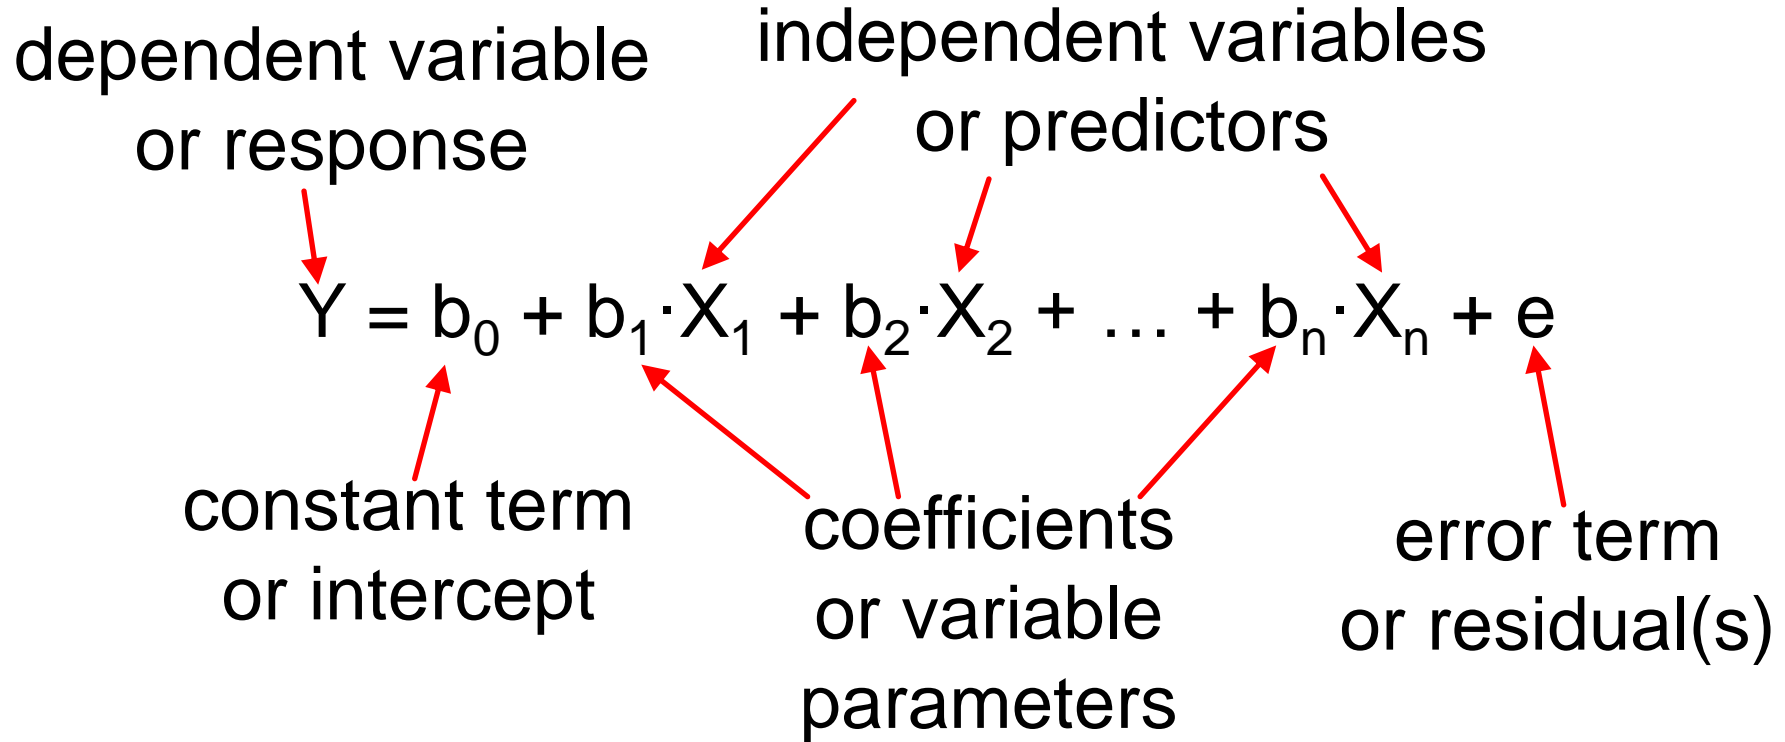 dependent variable
or response
independent variables
or predictors
Y = b₀ + b₁·X₁ + b₂·X₂ + … + bₙ·Xₙ + e
constant term
or intercept
coefficients
or variable
parameters
error term
or residual(s)